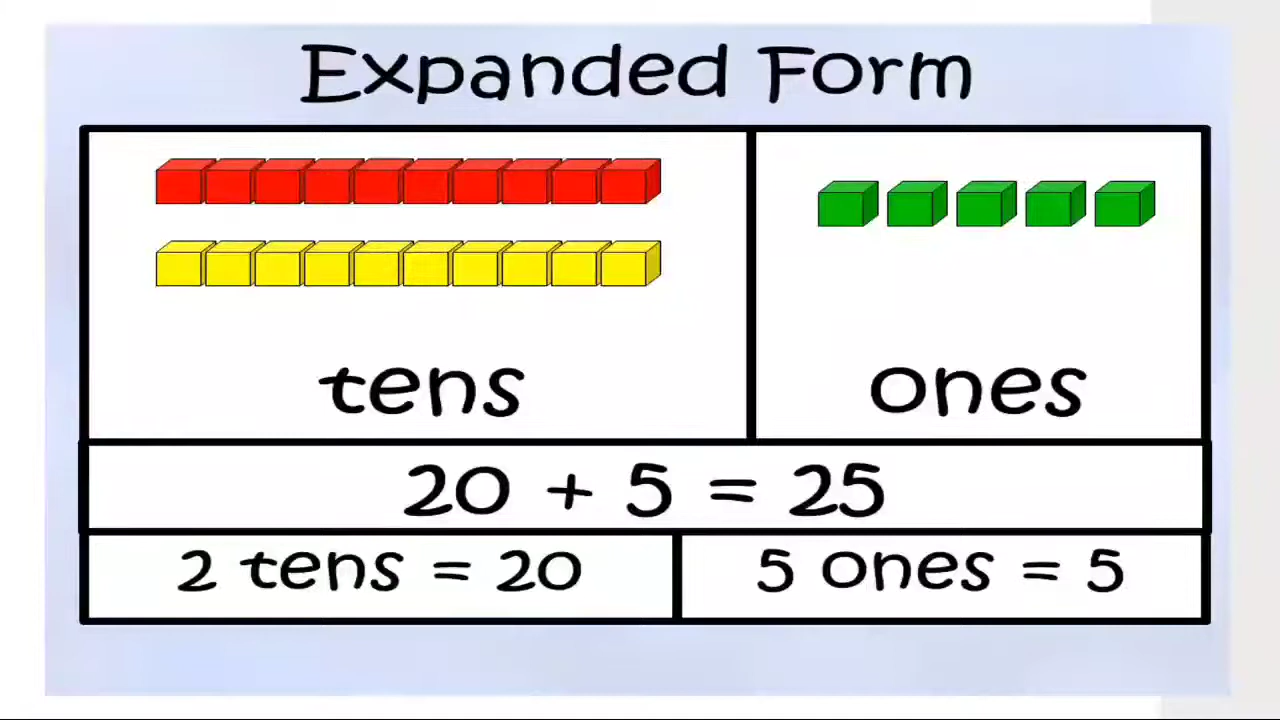 Expanded Form
tens
ones
20 + 5 = 25
2 tens = 20
5 ones = 5